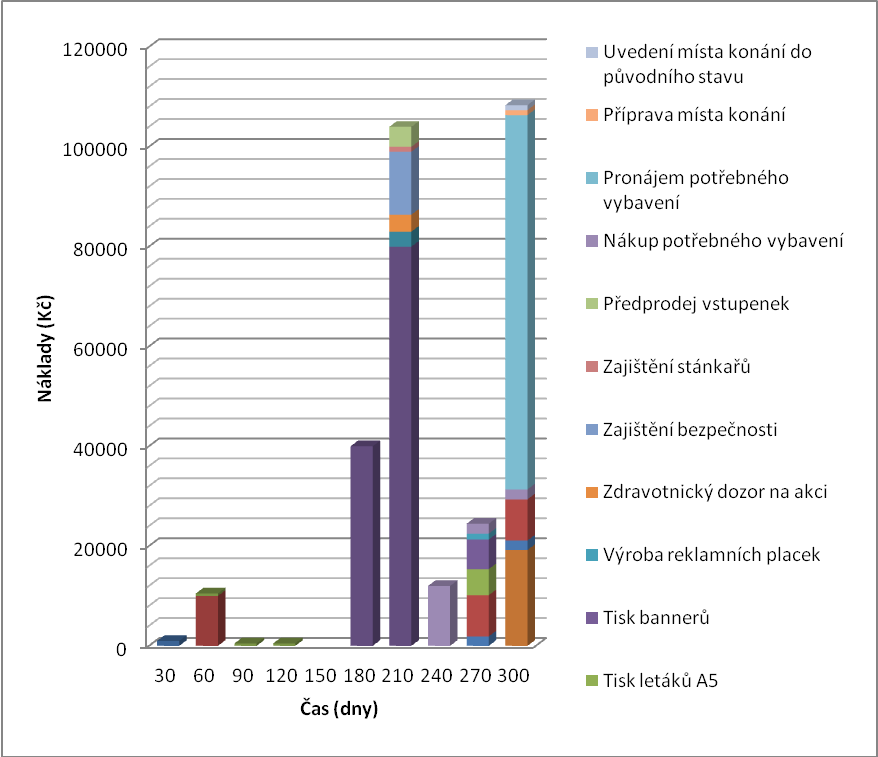 120000
100000
80000
60000
40000
20000
0
Náklady (Kč)
30 60 90 120 150 180 210 240 270 300
Čas (dny)
Uvedení místa konání do
původního stavu
Příprava místa konání
Pronájem potřebného
vybavení
Nákup potřebného vybavení
Předprodej vstupenek
Zajištění stánkařů
Zajištění bezpečnosti
Zdravotnický dozor na akci
Výroba reklamních placek
Tisk bannerů
Tisk letáků A5